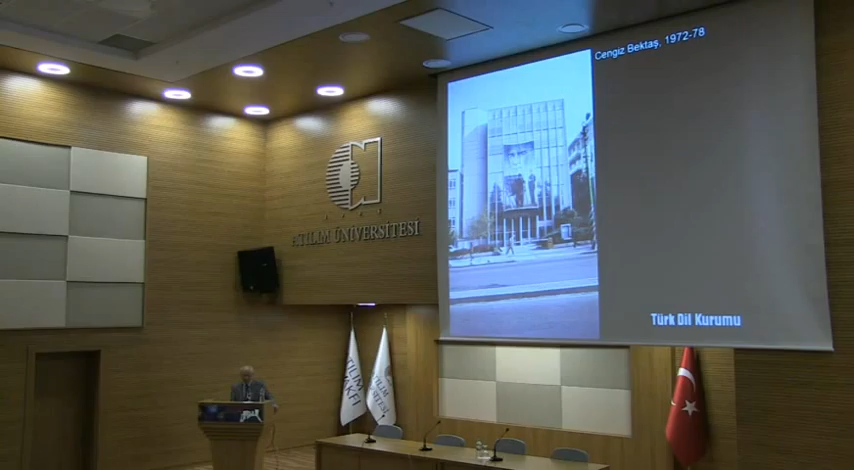 Cengiz Bektaş, 1972-78
ATILIM ÜNİVERSİTESİ
Türk Dil Kurumu